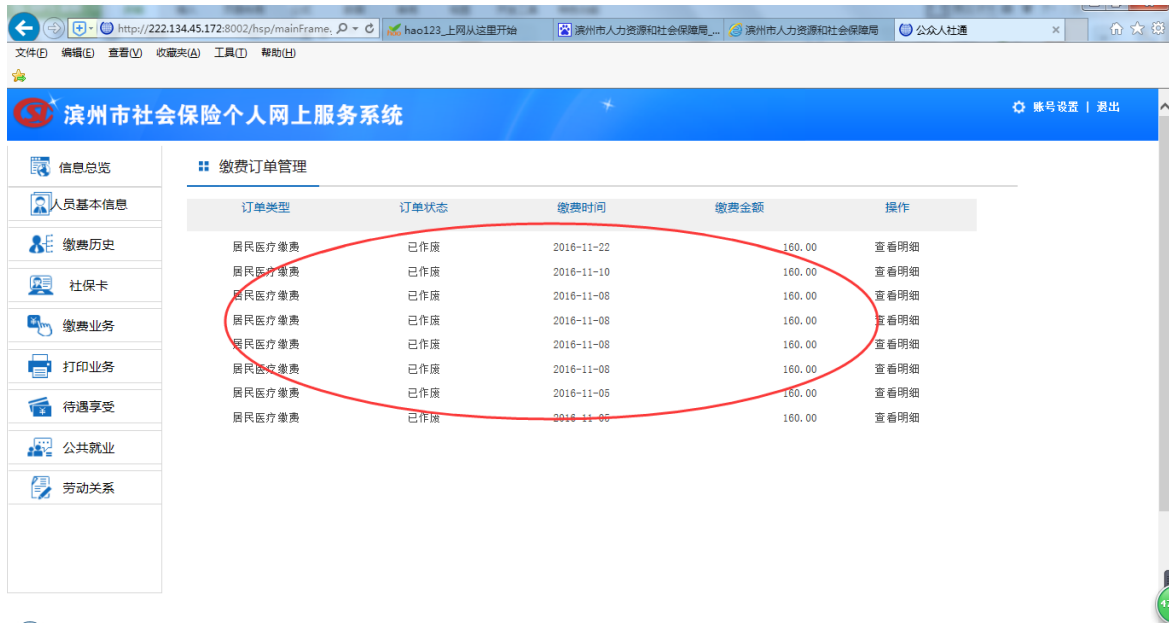 http://222.134.45.172:8002/hsp/mainFrame. hao123_上网从这里开始 滨州市人力资源和社会保障局_... 滨州市人力资源和社会保障局 公众人社通
文件(F) 编辑(E) 查看(V) 收藏夹(A) 工具(T) 帮助(H)
滨州市社会保险个人网上服务系统 账号设置 | 退出
信息总览
人员基本信息
缴费历史
社保卡
缴费业务
打印业务
待遇享受
公共就业
劳动关系
缴费订单管理
订单类型 订单状态 缴费时间 缴费金额 操作
居民医疗缴费 已作废 2016-11-22 160.00 查看明细
居民医疗缴费 已作废 2016-11-10 160.00 查看明细
居民医疗缴费 已作废 2016-11-08 160.00 查看明细
居民医疗缴费 已作废 2016-11-08 160.00 查看明细
居民医疗缴费 已作废 2016-11-08 160.00 查看明细
居民医疗缴费 已作废 2016-11-08 160.00 查看明细
居民医疗缴费 已作废 2016-11-05 160.00 查看明细
居民医疗缴费 已作废 2016-11-05 160.00 查看明细